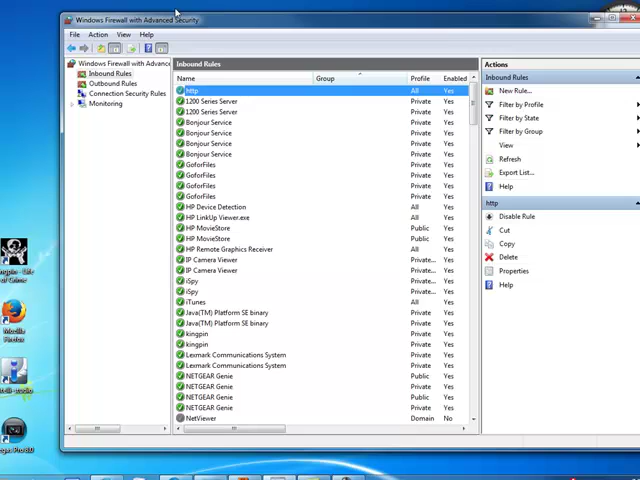 Windows Firewall with Advanced Security
File Action View Help
Windows Firewall with Advanc
Inbound Rules
Outbound Rules
Connection Security Rules
Monitoring
Inbound Rules
Name Group Profile Enabled
http All Yes
1200 Series Server Private Yes
1200 Series Server Private Yes
Bonjour Service Private Yes
Bonjour Service Private Yes
Bonjour Service Private Yes
Bonjour Service Private Yes
GoforFiles Private Yes
GoforFiles Private Yes
GoforFiles Private Yes
GoforFiles Private Yes
HP Device Detection All Yes
HP LinkUp Viewer.exe All Yes
HP MovieStore Public Yes
HP MovieStore Public Yes
HP Remote Graphics Receiver All Yes
IP Camera Viewer Private... Yes
IP Camera Viewer Private... Yes
iSpy Private... Yes
iSpy Private... Yes
iTunes All Yes
Java(TM) Platform SE binary Private Yes
Java(TM) Platform SE binary Private Yes
kingpin Private Yes
kingpin Private Yes
Lexmark Communications System Private Yes
Lexmark Communications System Private Yes
NETGEAR Genie Public Yes
NETGEAR Genie Private Yes
NETGEAR Genie Public Yes
NETGEAR Genie Private Yes
NetViewer Domain No
Actions
Inbound Rules
New Rule...
Filter by Profile
Filter by State
Filter by Group
View
Refresh
Export List...
Help
http
Disable Rule
Cut
Copy
Delete
Properties
Help
ngpin - Life
of Crime
Mozilla
Firefox